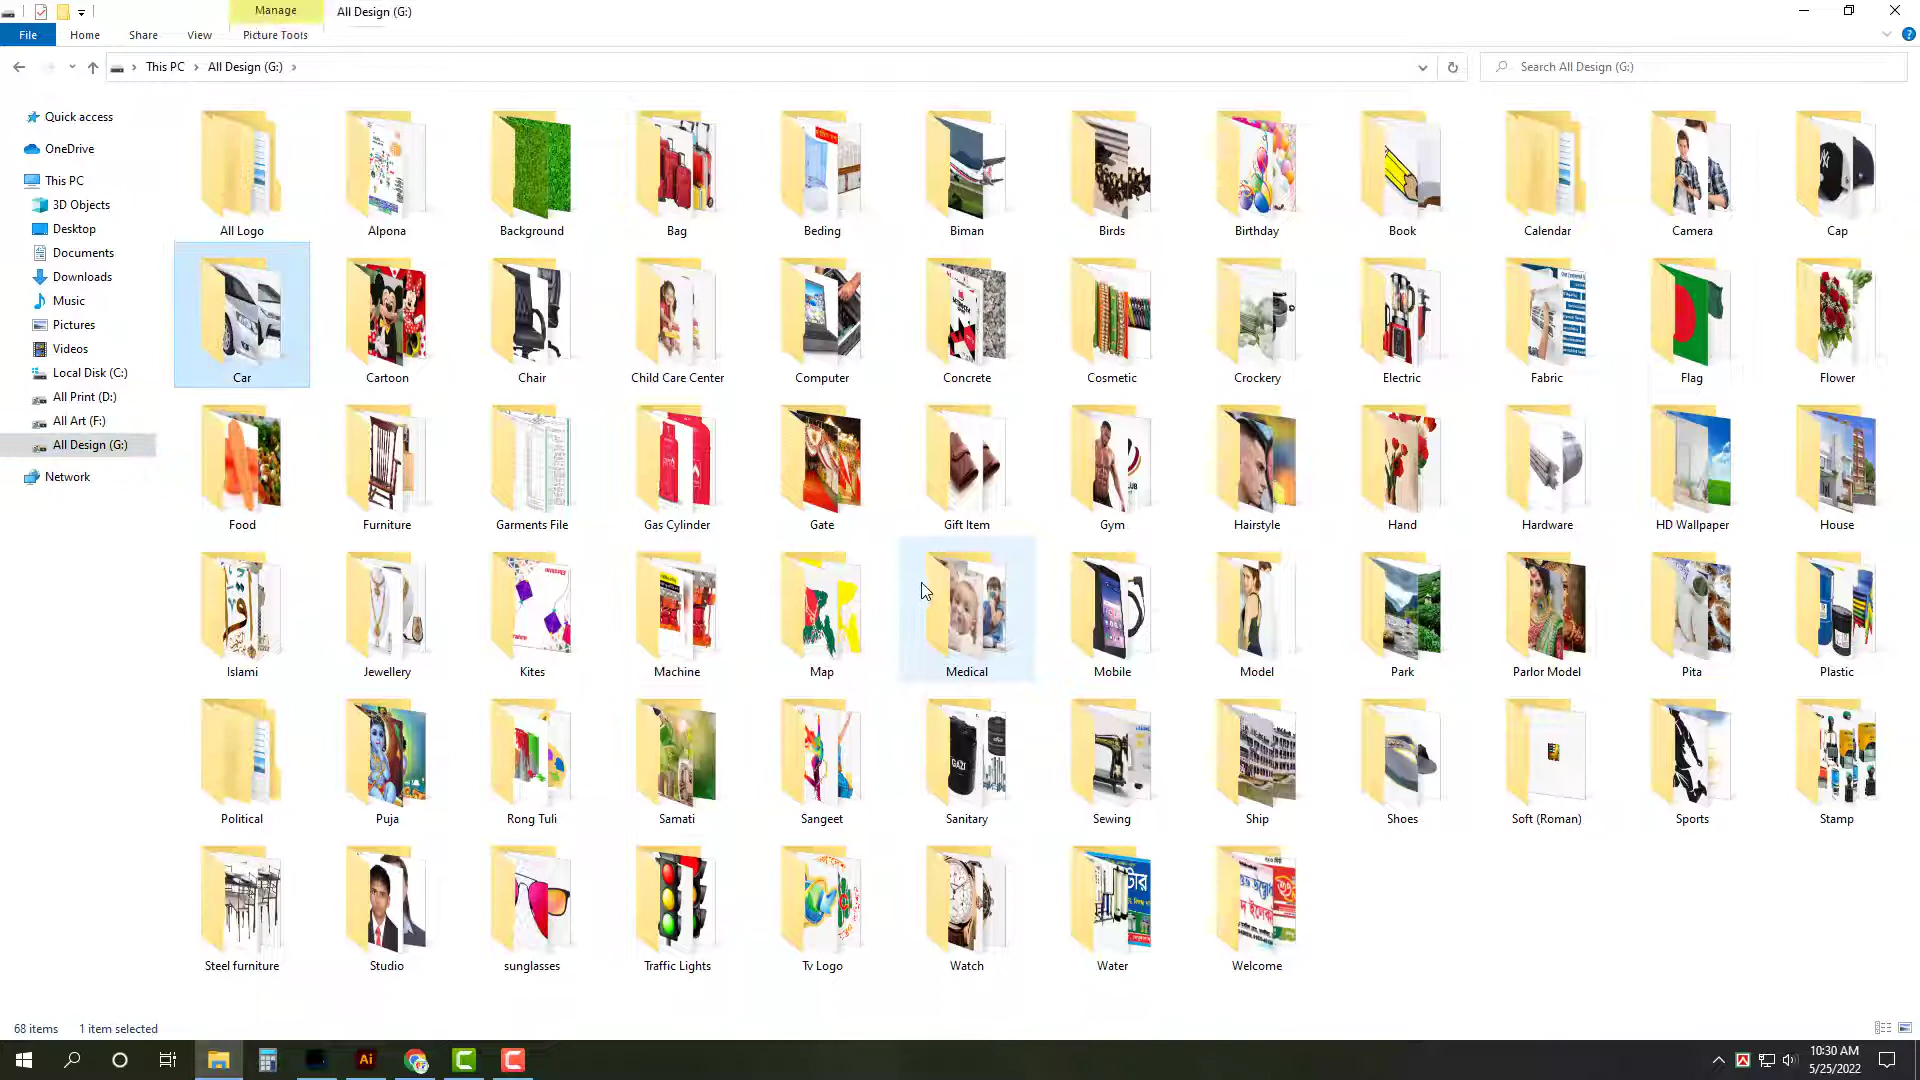 Manage
All Design (G:)
File
Home
Share
View
Picture Tools
This PC
All Design (G:)
Search All Design (G:)
Quick access
OneDrive
This PC
3D Objects
Desktop
Documents
Downloads
Music
Pictures
Videos
Local Disk (C:)
All Print (D:)
All Art (F:)
All Design (G:)
Network
All Logo
Alpona
Background
Bag
Beding
Biman
Birds
Birthday
Book
Calendar
Camera
Cap
Car
Cartoon
Chair
Child Care Center
Computer
Concrete
Cosmetic
Crockery
Electric
Fabric
Flag
Flower
Food
Furniture
Garments File
Gas Cylinder
Gate
Gift Item
Gym
Hairstyle
Hand
Hardware
HD Wallpaper
House
Islami
Jewellery
Kites
Machine
Map
Medical
Mobile
Model
Park
Parlor Model
Pita
Plastic
Political
Puja
Rong Tuli
Samati
Sangeet
GAZI
Sanitary
Sewing
Ship
Shoes
Soft (Roman)
Sports
Stamp
Steel furniture
Studio
sunglasses
Traffic Lights
Tv Logo
Watch
Water
Welcome
68 items
1 item selected
Ai
10:30 AM
5/25/2022